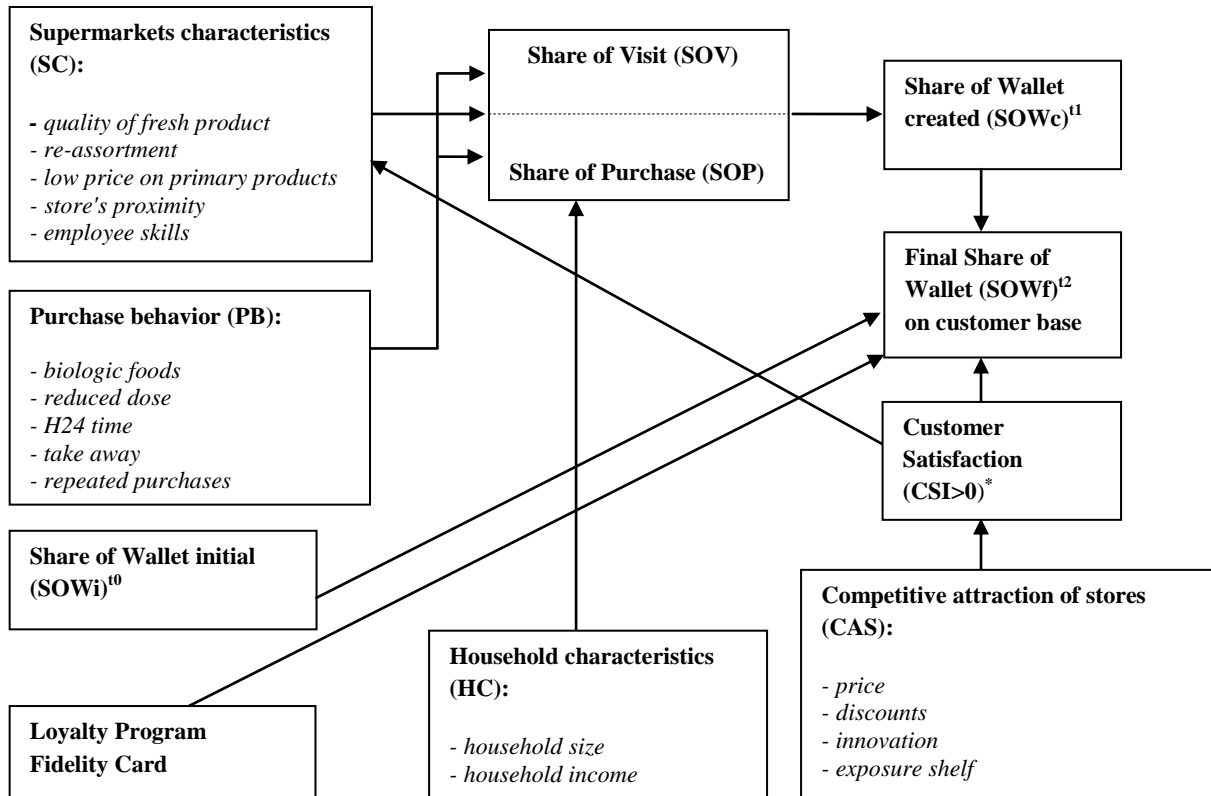 Supermarkets characteristics
(SC):
- quality of fresh product
- re-assortment
- low price on primary products
- store's proximity
- employee skills
Share of Visit (SOV)
Share of Purchase (SOP)
Share of Wallet
created (SOWc)t1
Purchase behavior (PB):
- biologic foods
- reduced dose
- H24 time
- take away
- repeated purchases
Final Share of
Wallet (SOWf)t2
on customer base
Customer
Satisfaction
(CSI>0)*
Share of Wallet initial
(SOWi)t0
Loyalty Program
Fidelity Card
Household characteristics
(HC):
- household size
- household income
Competitive attraction of stores
(CAS):
- price
- discounts
- innovation
- exposure shelf